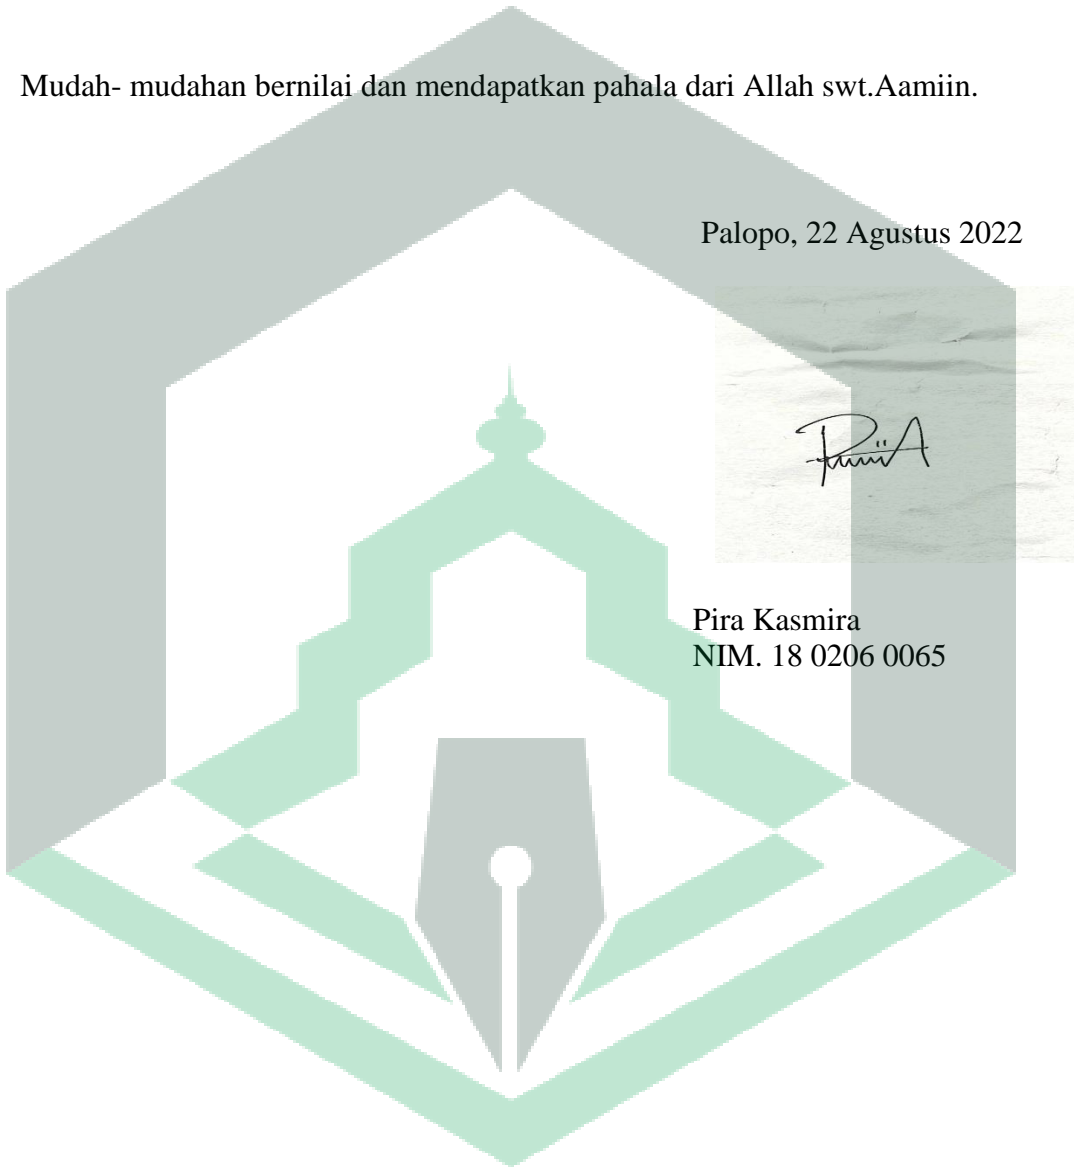 Mudah- mudahan bernilai dan mendapatkan pahala dari Allah swt.Aamiin.
Palopo, 22 Agustus 2022
Pira Kasmira
NIM. 18 0206 0065